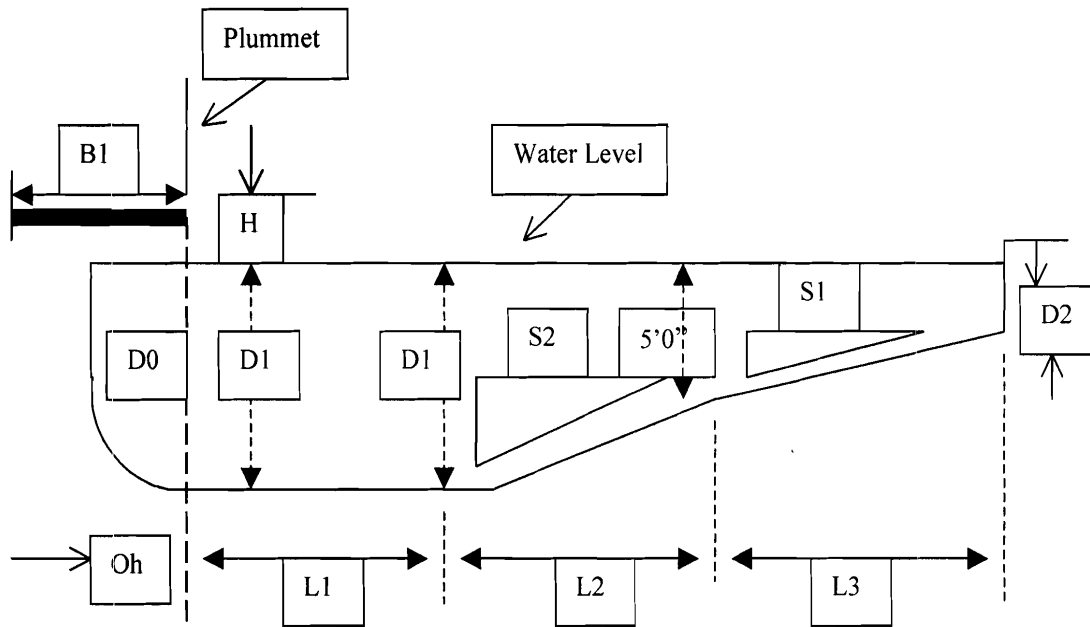 Plummet
B1
Water Level
H
S1
D2
S2
5'0"
D0
D1
D1
Oh
L1
L2
L3